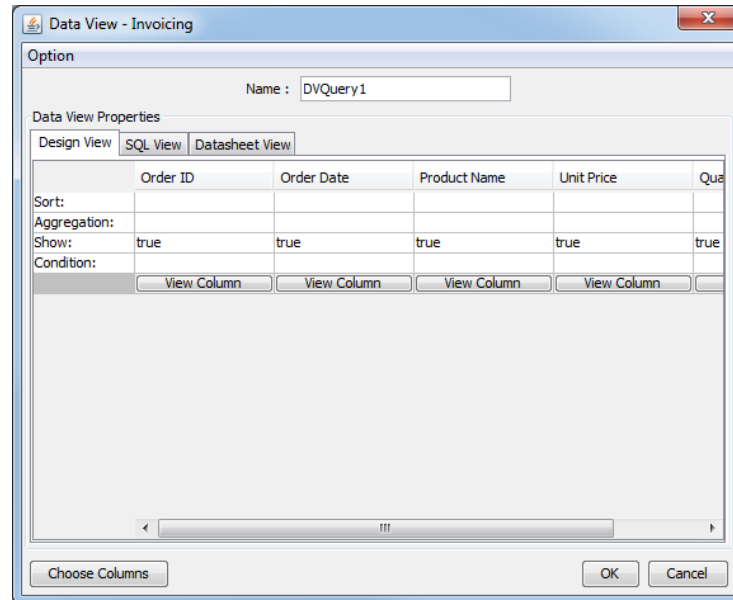 Data View - Invoicing
Option
Name : DVQuery1
Data View Properties
Design View SQL View Datasheet View
Order ID Order Date Product Name Unit Price Qua
Sort:
Aggregation:
Show: true true true true true
Condition:
View Column View Column View Column View Column
Choose Columns OK Cancel